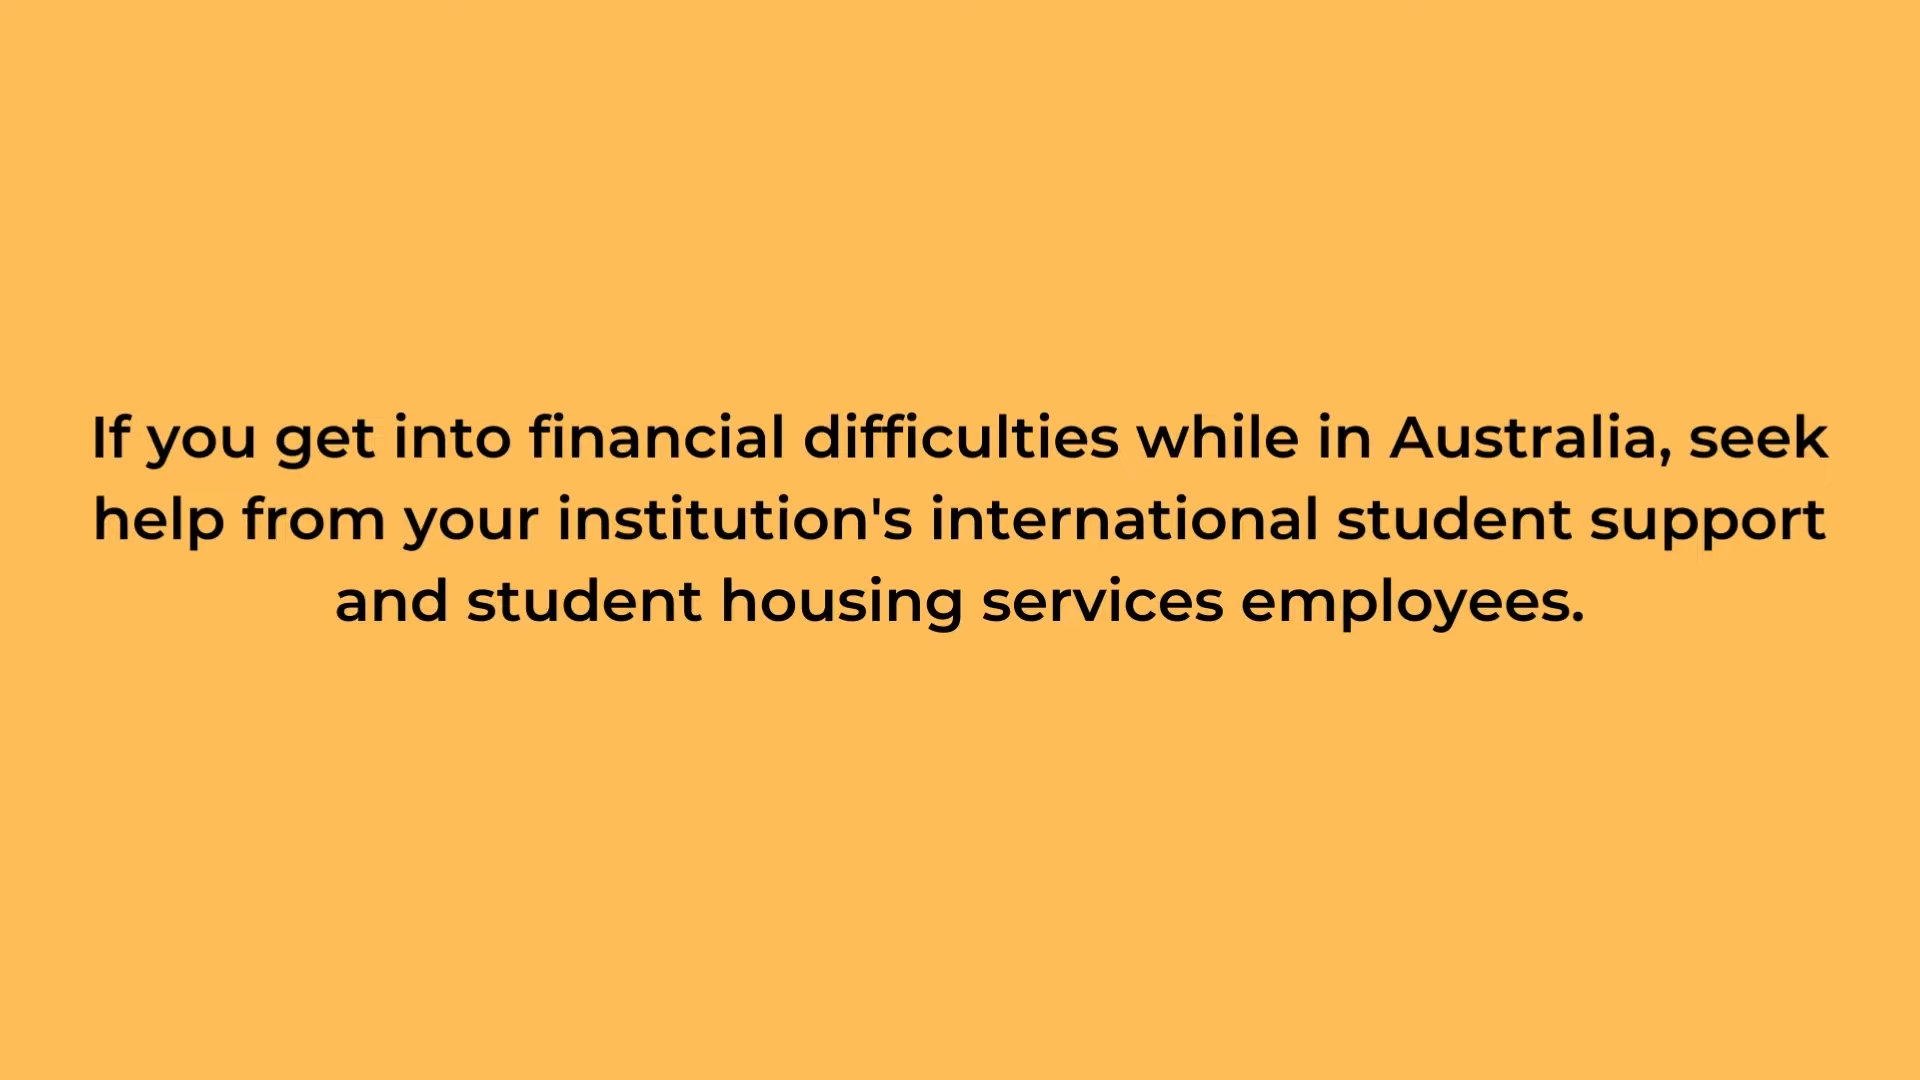 If you get into financial difficulties while in Australia, seek
help from your institution's international student support
and student housing services employees.